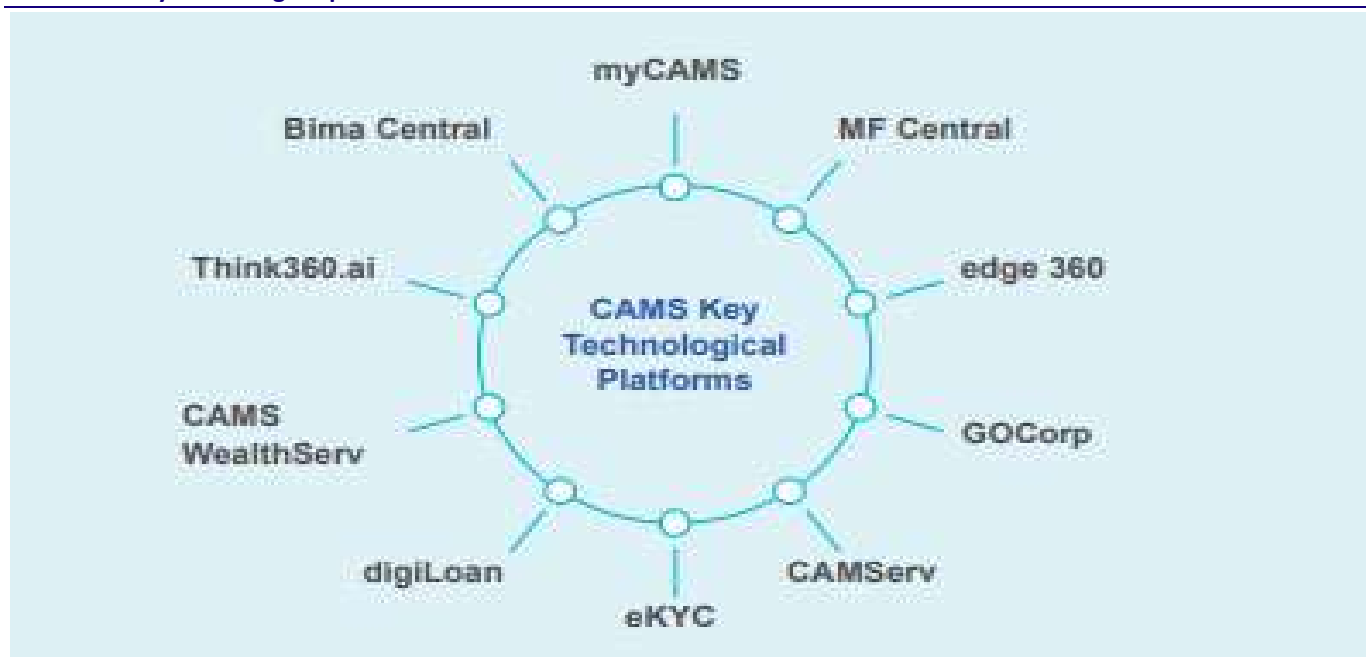 myCAMS
Bima Central
MF Central
Think360.ai
edge 360
CAMS Key
Technological
Platforms
CAMS
WealthServ
GOCorp
digiLoan
CAMServ
eKYC